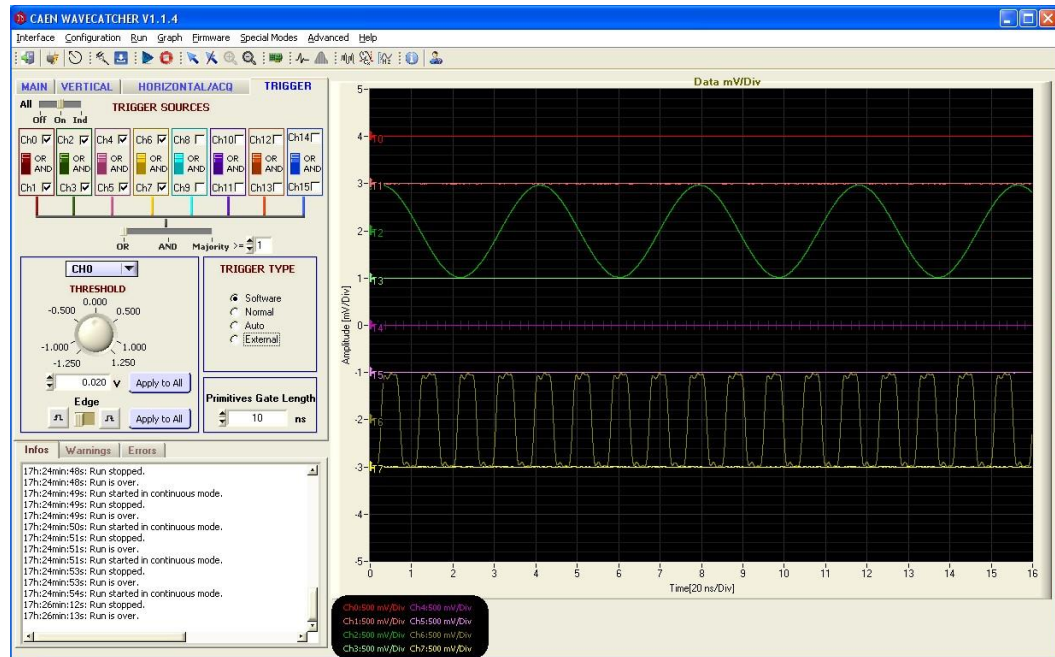 CAEN WAVECATCHER V1.1.4
Interface Configuration Run Graph Firmware Special Modes Advanced Help
MAIN VERTICAL HORIZONTAL/ACQ TRIGGER
All
Off On Ind
TRIGGER SOURCES
Ch0 Ch2 Ch4 Ch6 Ch8 Ch10 Ch12 Ch14
OR OR OR OR OR OR OR OR
AND AND AND AND AND AND AND AND
Ch1 Ch3 Ch5 Ch7 Ch9 Ch11 Ch13 Ch15
OR AND Majority >= 1
CH0
THRESHOLD
0.000
-0.500 0.500
-1.000 1.000
-1.250 1.250
0.020 V Apply to All
Edge
Apply to All
TRIGGER TYPE
Software
Normal
Auto
External
Primitives Gate Length
10 ns
Infos Warnings Errors
17h:24min:48s: Run stopped.
17h:24min:48s: Run is over.
17h:24min:49s: Run started in continuous mode.
17h:24min:49s: Run stopped.
17h:24min:49s: Run is over.
17h:24min:50s: Run started in continuous mode.
17h:24min:51s: Run stopped.
17h:24min:51s: Run is over.
17h:24min:51s: Run started in continuous mode.
17h:24min:53s: Run stopped.
17h:24min:53s: Run is over.
17h:24min:54s: Run started in continuous mode.
17h:26min:12s: Run stopped.
17h:26min:13s: Run is over.
Data mV/Div
Amplitude [mV/Div]
5
4
3
2
1
0
-1
-2
-3
-4
-5
T0
T1
T2
T3
T4
T5
T6
T7
0 1 2 3 4 5 6 7 8 9 10 11 12 13 14 15 16
Time[20 ns/Div]
Ch0:500 mV/Div Ch4:500 mV/Div
Ch1:500 mV/Div Ch5:500 mV/Div
Ch2:500 mV/Div Ch6:500 mV/Div
Ch3:500 mV/Div Ch7:500 mV/Div